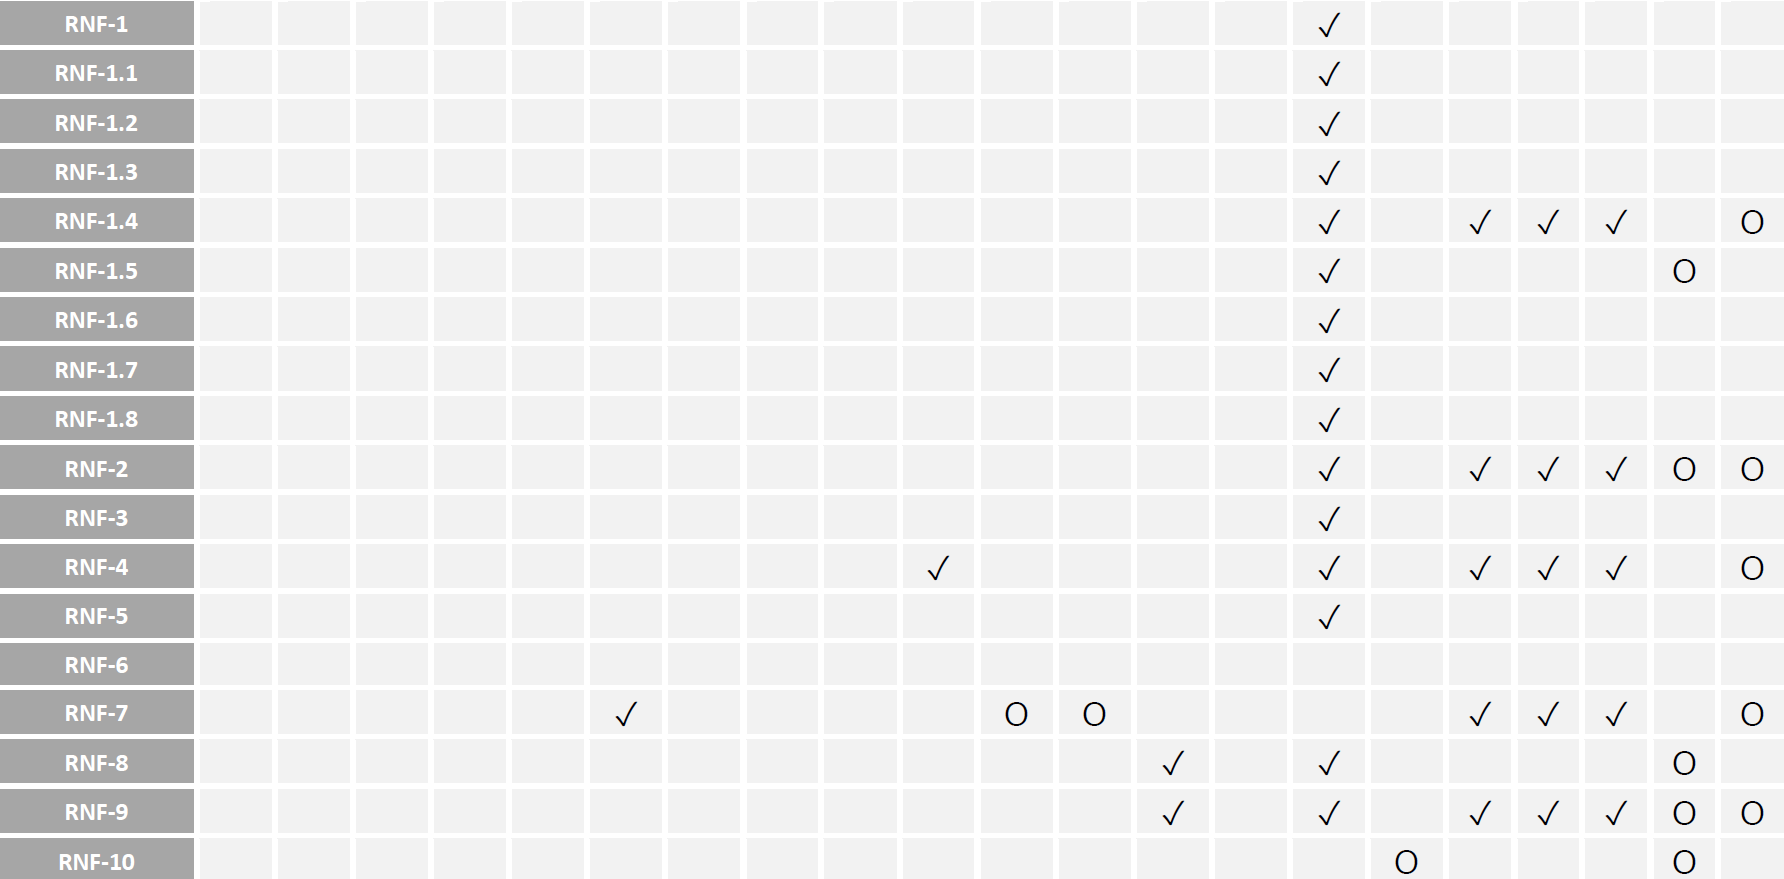 RNF-1 ✓
RNF-1.1 ✓
RNF-1.2 ✓
RNF-1.3 ✓
RNF-1.4 ✓ ✓ ✓ ✓ O
RNF-1.5 ✓ O
RNF-1.6 ✓
RNF-1.7 ✓
RNF-1.8 ✓
RNF-2 ✓ ✓ ✓ ✓ O O
RNF-3 ✓
RNF-4 ✓ ✓ ✓ ✓ ✓ O
RNF-5 ✓
RNF-6
RNF-7 ✓ O O ✓ ✓ ✓ O
RNF-8 ✓ ✓ O
RNF-9 ✓ ✓ ✓ ✓ ✓ O O
RNF-10 O O